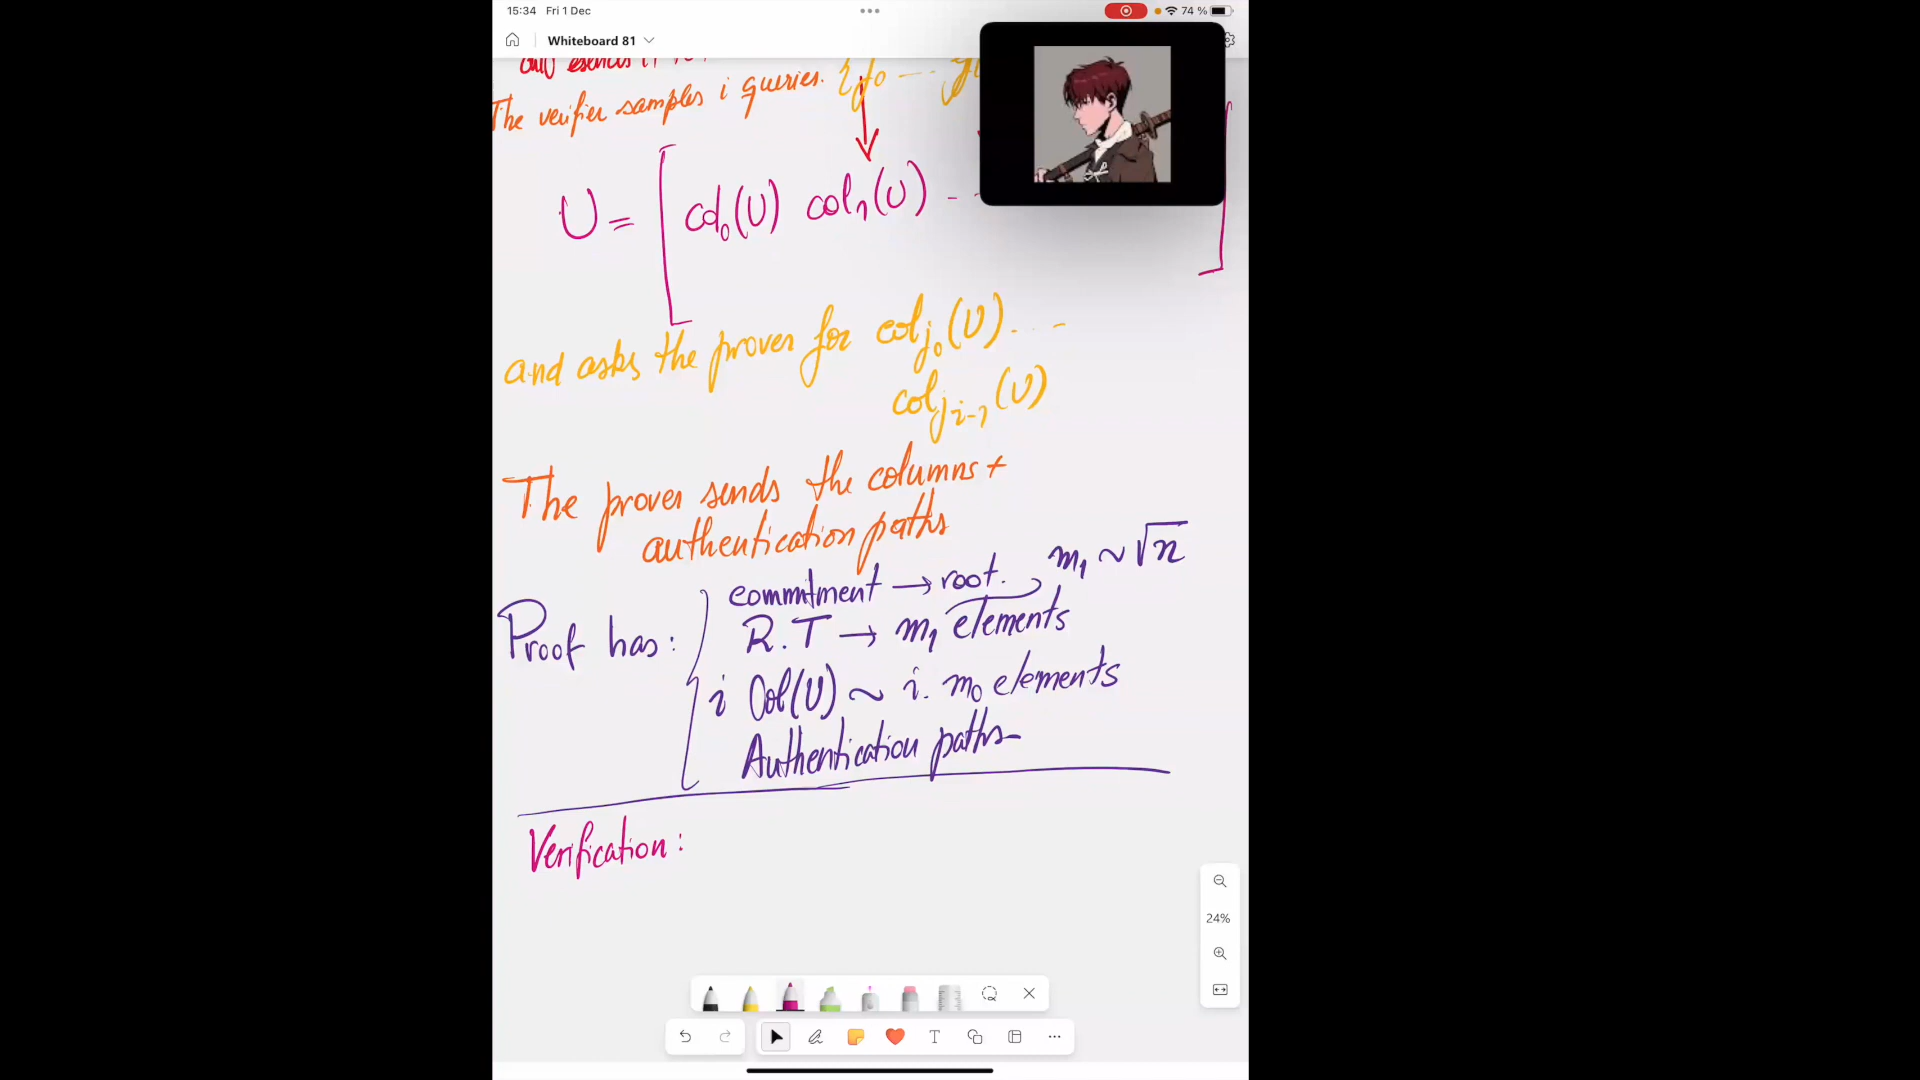 15:34 Fri 1 Dec
74 %
Whiteboard 81
The verifier samples i queries.
U = [ col₀(U) col₁(U) - -
and asks the prover for colⱼ₀(U) ....
colⱼᵢ₋₁(U)
The prover sends the columns +
authentication paths
m₁ ~ √n
Proof has:
commitment → root.
R.T → m₁ elements
i Col(U) ~ i. m₀ elements
Authentication paths
Verification:
24%
T